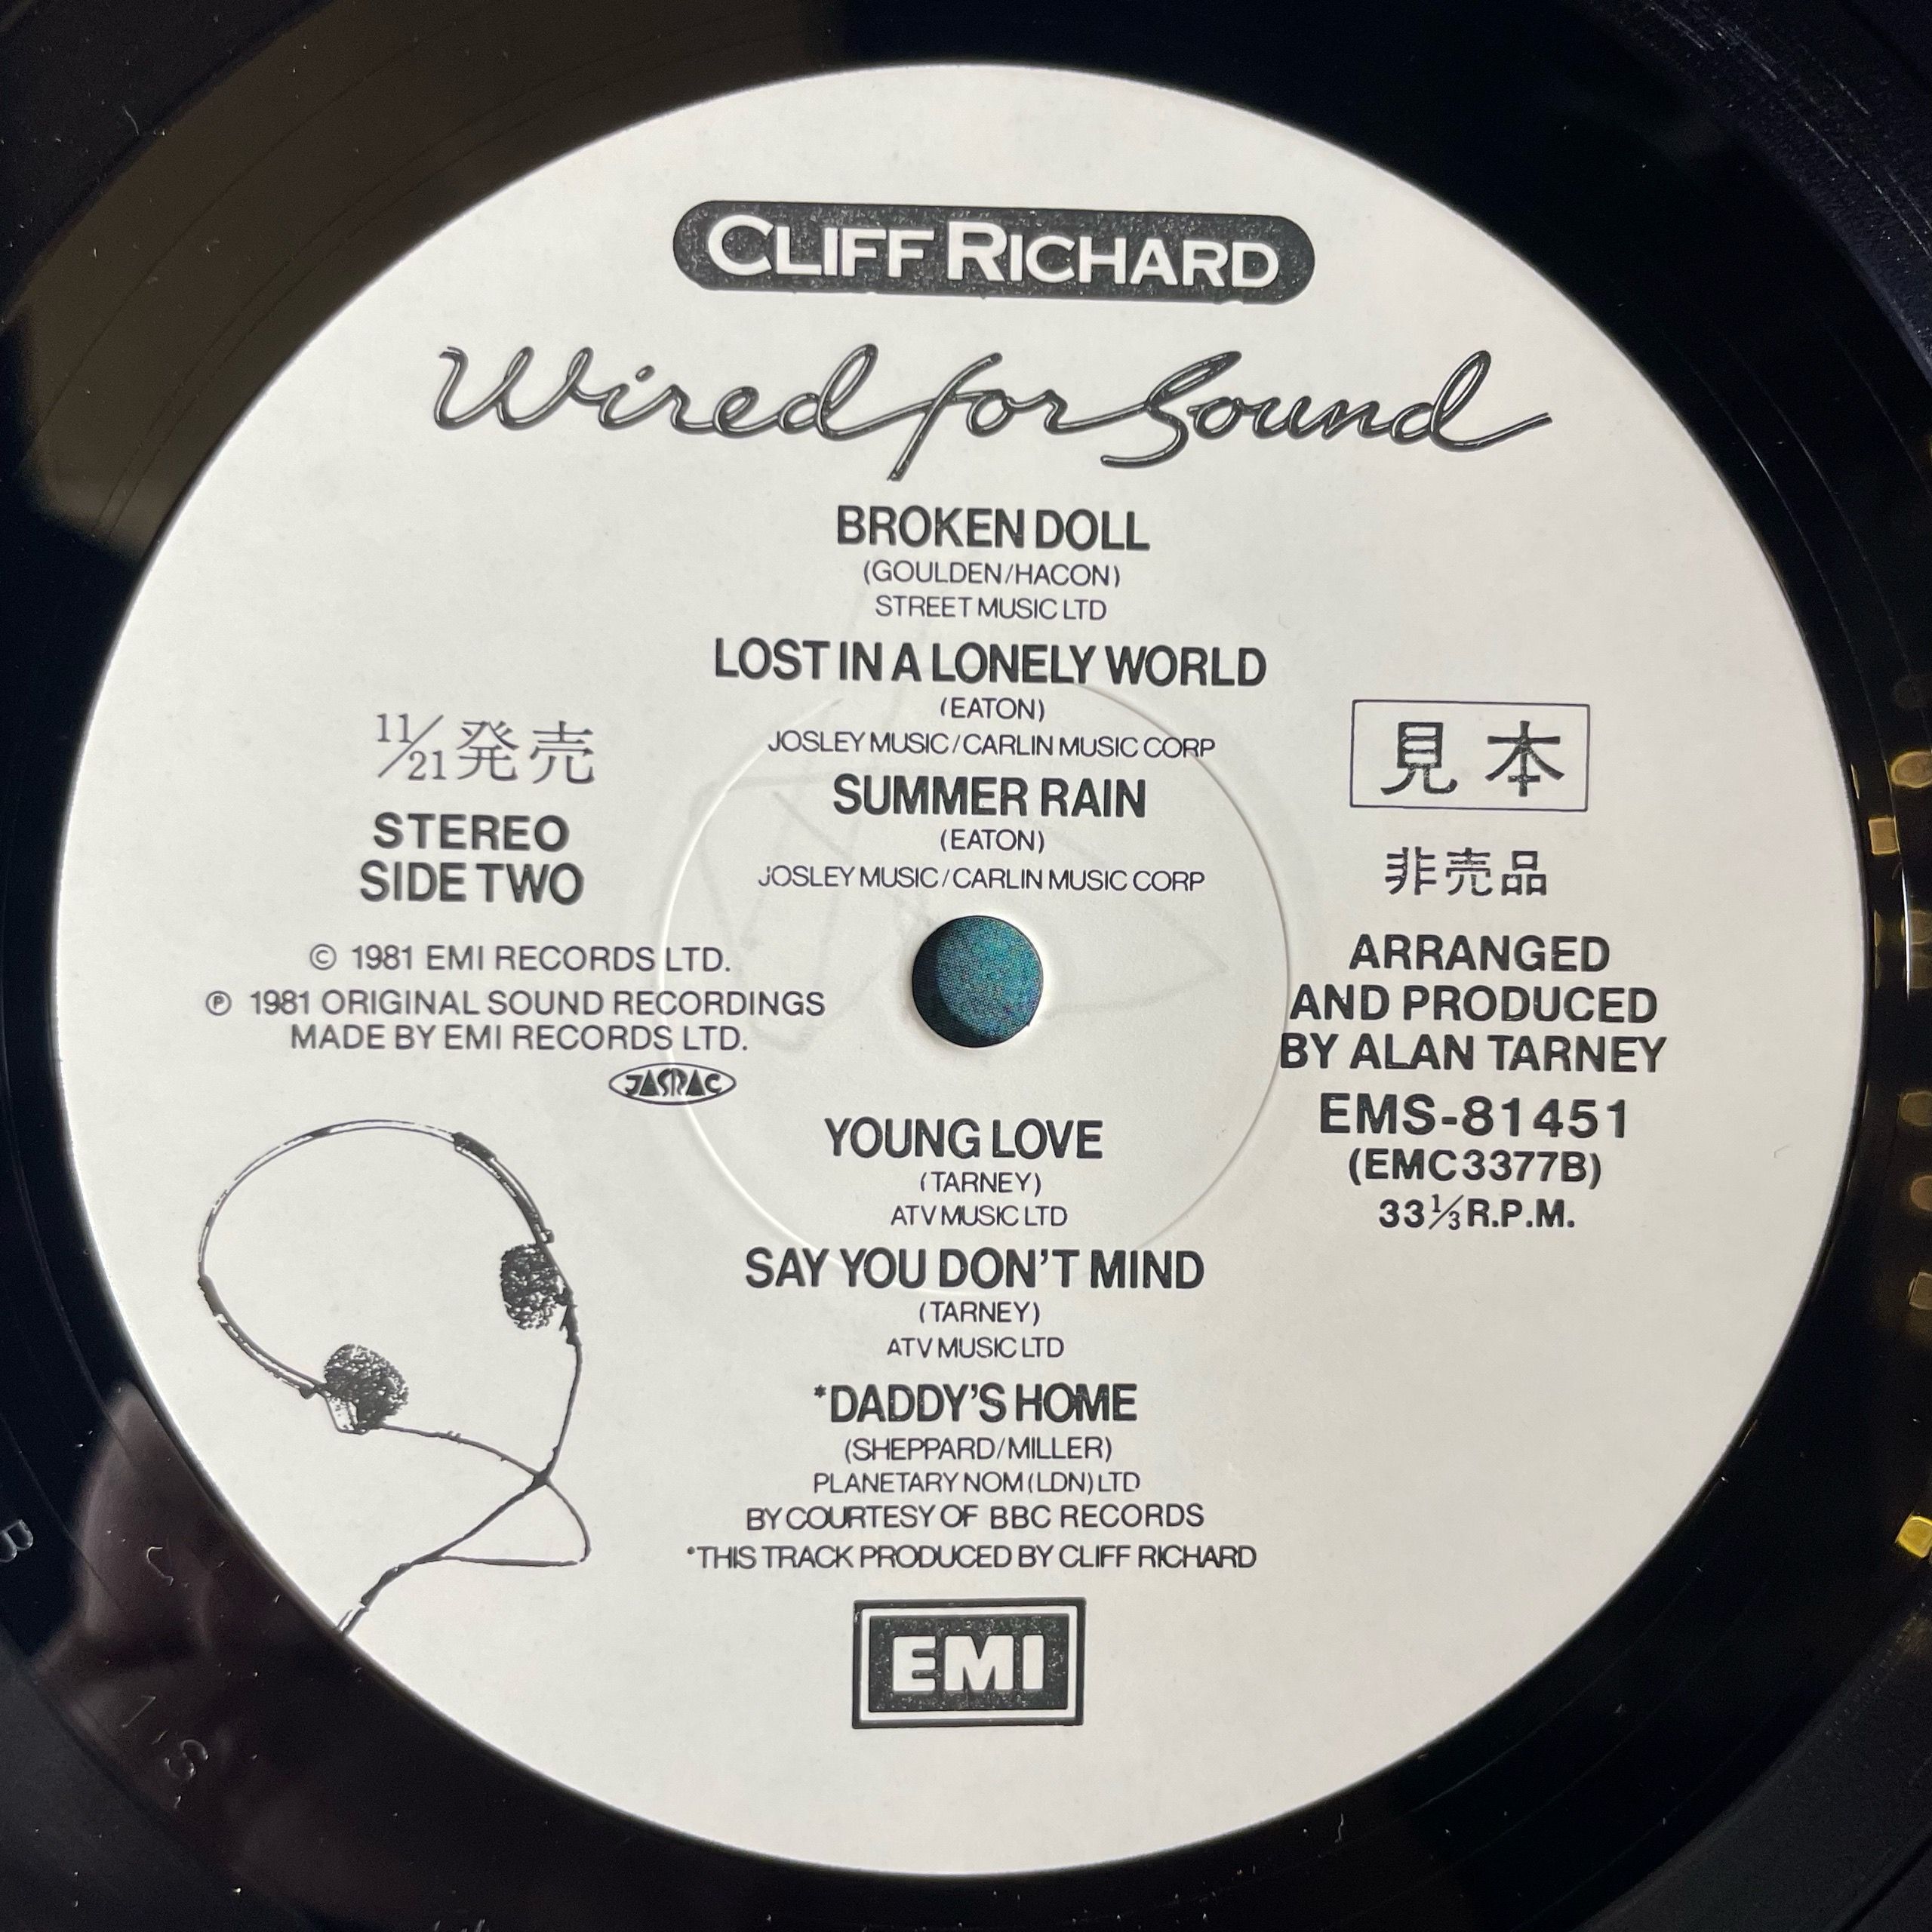 CLIFF RICHARD
Wired for Sound
BROKEN DOLL
(GOULDEN/HACON)
STREET MUSIC LTD
LOST IN A LONELY WORLD
(EATON)
JOSLEY MUSIC/CARLIN MUSIC CORP
SUMMER RAIN
(EATON)
JOSLEY MUSIC/CARLIN MUSIC CORP
11/21発売
STEREO
SIDE TWO
© 1981 EMI RECORDS LTD.
℗ 1981 ORIGINAL SOUND RECORDINGS
MADE BY EMI RECORDS LTD.
JASRAC
見本
非売品
ARRANGED
AND PRODUCED
BY ALAN TARNEY
EMS-81451
(EMC3377B)
33⅓ R.P.M.
YOUNG LOVE
(TARNEY)
ATV MUSIC LTD
SAY YOU DON'T MIND
(TARNEY)
ATV MUSIC LTD
*DADDY'S HOME
(SHEPPARD/MILLER)
PLANETARY NOM (LDN) LTD
BY COURTESY OF BBC RECORDS
*THIS TRACK PRODUCED BY CLIFF RICHARD
EMI